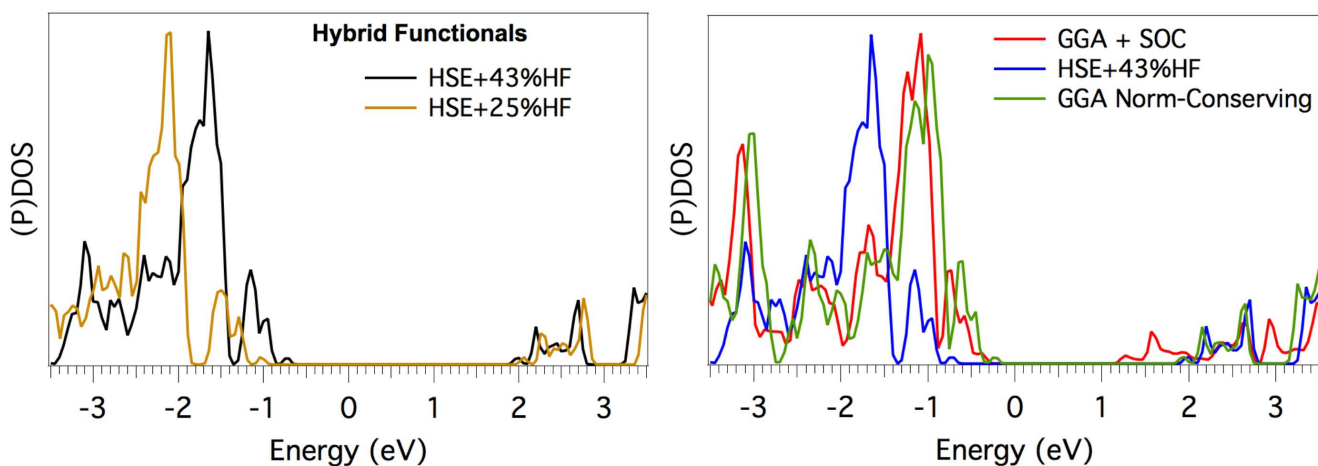 Hybrid Functionals
HSE+43%HF
HSE+25%HF
(P)DOS
-3 -2 -1 0 1 2 3
Energy (eV)
GGA + SOC
HSE+43%HF
GGA Norm-Conserving
(P)DOS
-3 -2 -1 0 1 2 3
Energy (eV)